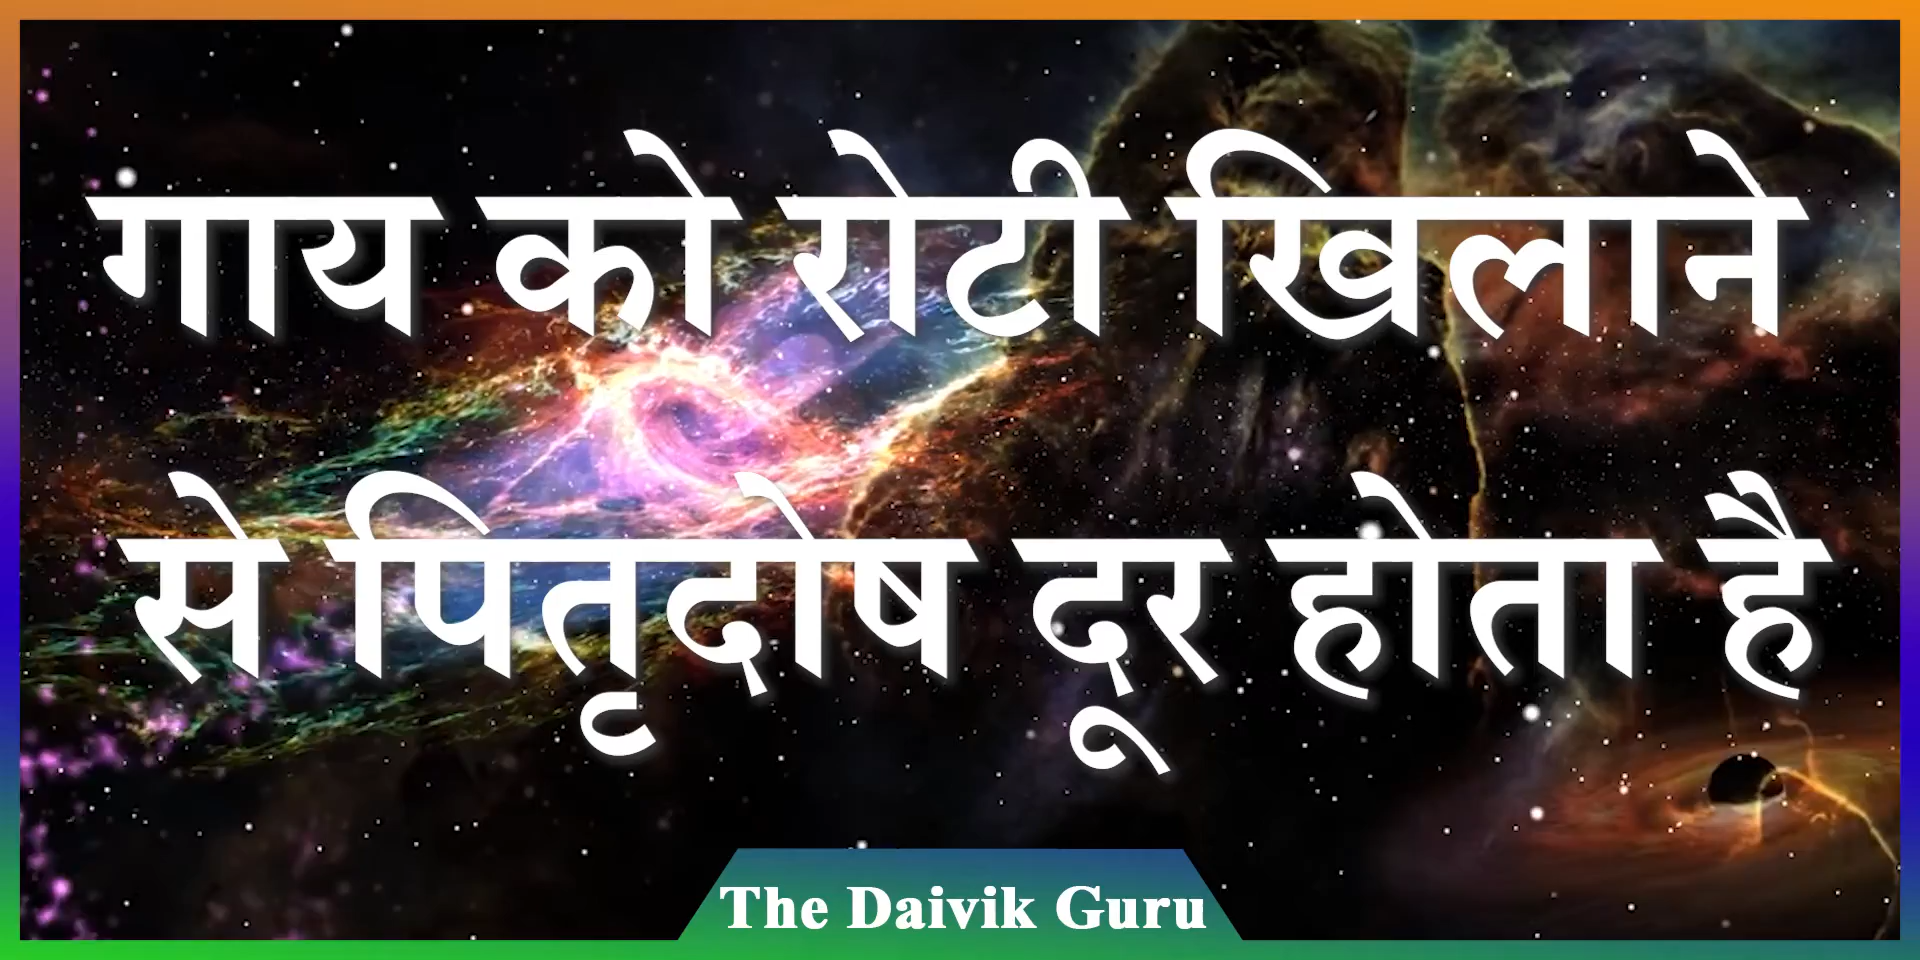 गाय को रोटी खिलाने
से पितृदोष दूर होता है
The Daivik Guru